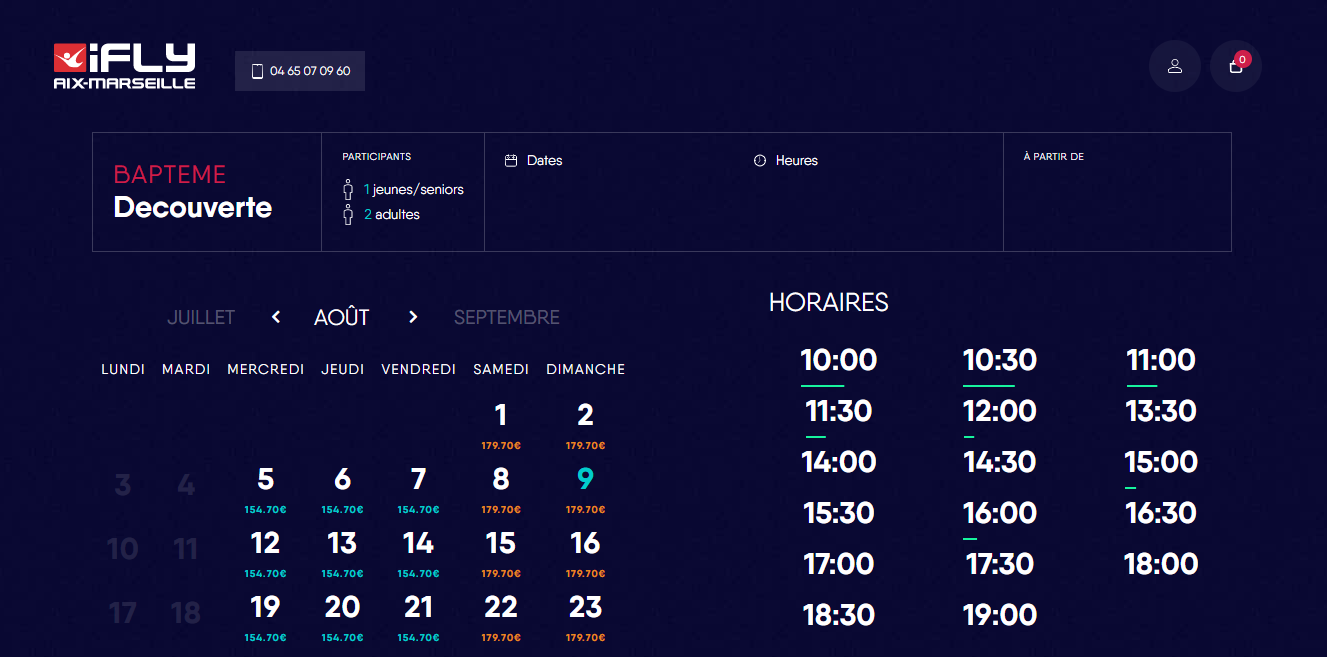 iFLY
AIX-MARSEILLE
04 65 07 09 60
0
BAPTEME
Decouverte
PARTICIPANTS
1 jeunes/seniors
2 adultes
Dates
Heures
À PARTIR DE
JUILLET < AOÛT > SEPTEMBRE
LUNDI MARDI MERCREDI JEUDI VENDREDI SAMEDI DIMANCHE
1 2
179.70€ 179.70€
3 4 5 6 7 8 9
154.70€ 154.70€ 154.70€ 179.70€ 179.70€
10 11 12 13 14 15 16
154.70€ 154.70€ 154.70€ 179.70€ 179.70€
17 18 19 20 21 22 23
154.70€ 154.70€ 154.70€ 179.70€ 179.70€
HORAIRES
10:00 10:30 11:00
11:30 12:00 13:30
14:00 14:30 15:00
15:30 16:00 16:30
17:00 17:30 18:00
18:30 19:00